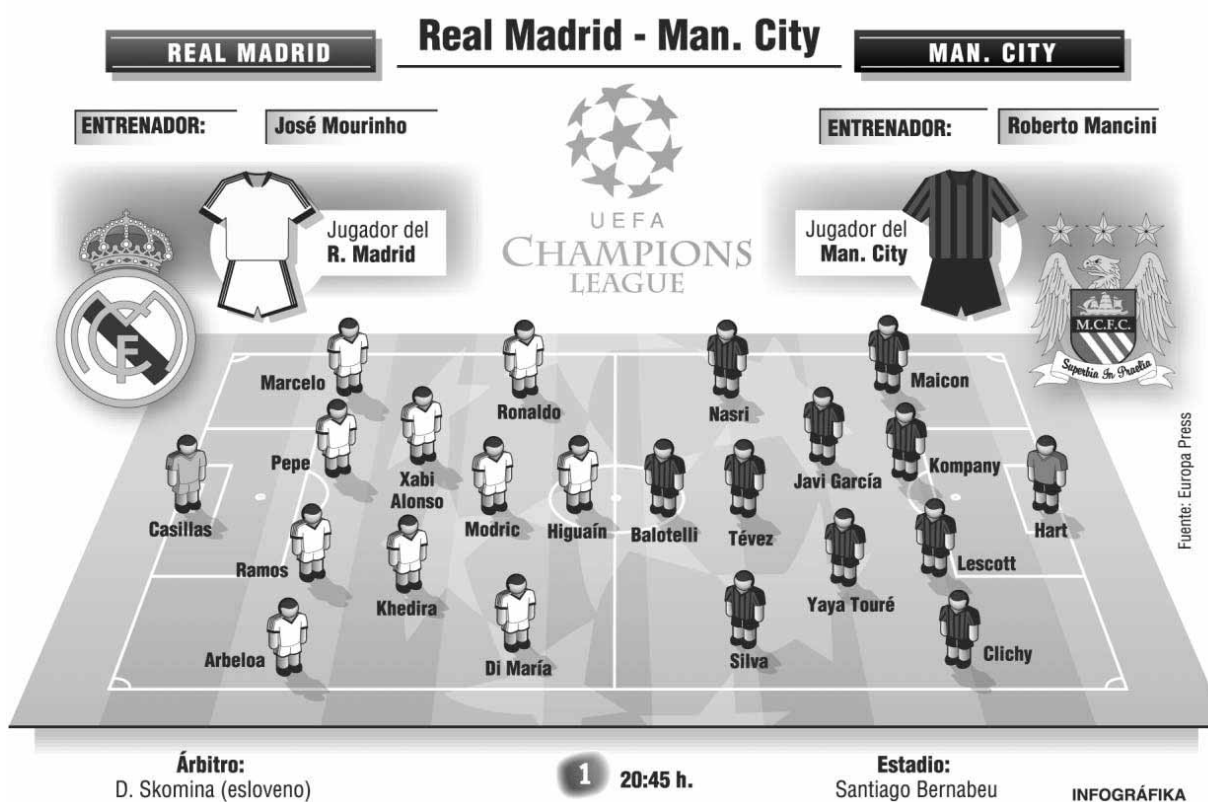 Real Madrid - Man. City
REAL MADRID
MAN. CITY
ENTRENADOR:
José Mourinho
ENTRENADOR:
Roberto Mancini
Jugador del
R. Madrid
UEFA
CHAMPIONS
LEAGUE
Jugador del
Man. City
M.C.F.C.
Superbia In Proelia
Marcelo
Ronaldo
Nasri
Maicon
Pepe
Xabi
Alonso
Javi García
Kompany
Casillas
Modric
Higuaín
Balotelli
Tévez
Hart
Ramos
Khedira
Yaya Touré
Lescott
Arbeloa
Di María
Silva
Clichy
Fuente: Europa Press
Árbitro:
D. Skomina (esloveno)
1
20:45 h.
Estadio:
Santiago Bernabeu
INFOGRÁFIKA